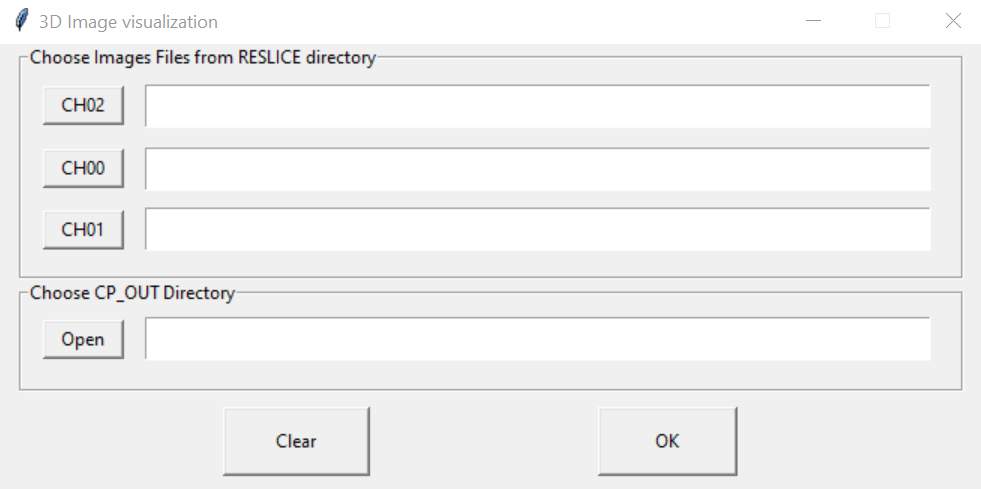 3D Image visualization
Choose Images Files from RESLICE directory
CH02
CH00
CH01
Choose CP_OUT Directory
Open
Clear
OK